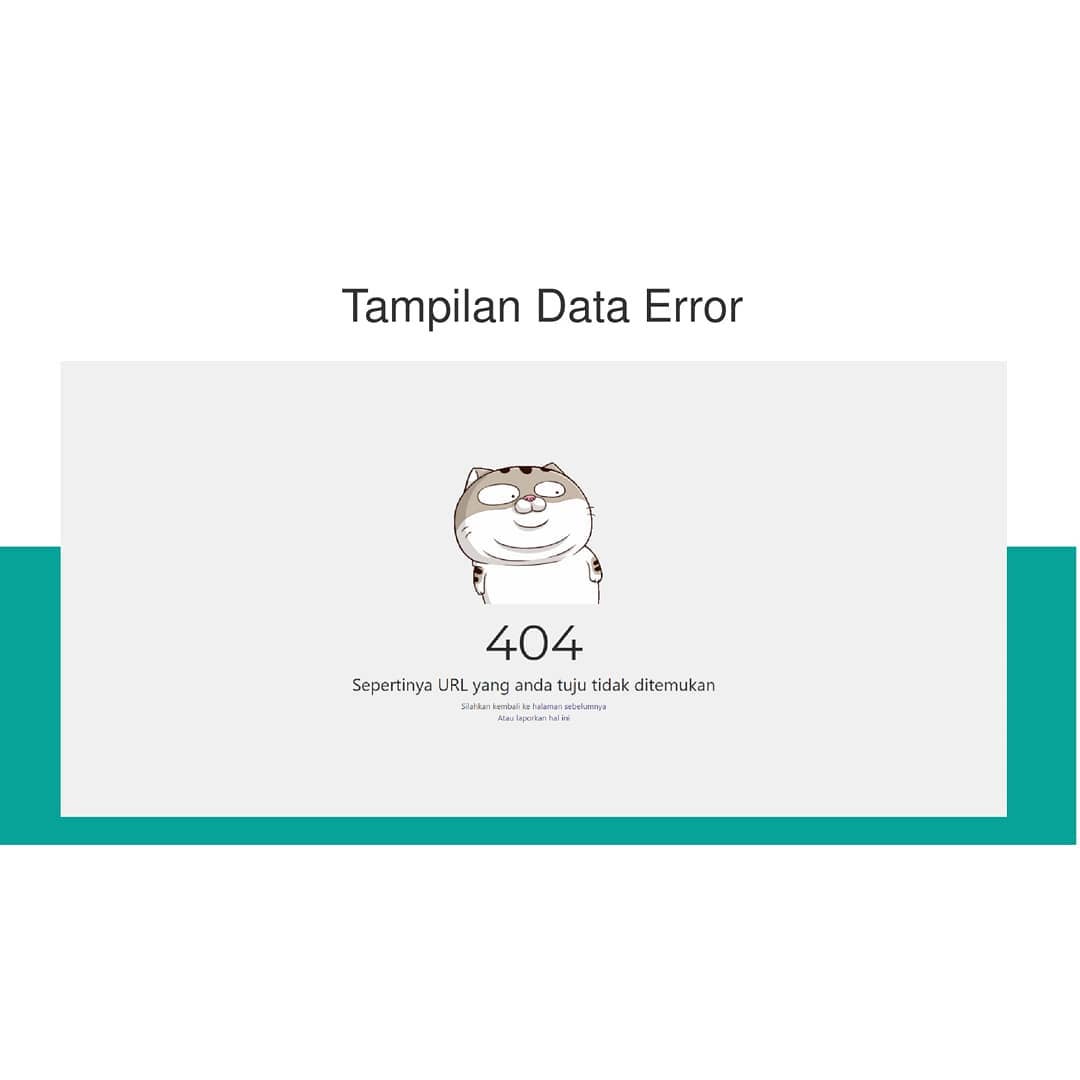 Tampilan Data Error
404
Sepertinya URL yang anda tuju tidak ditemukan
Silahkan kembali ke halaman sebelumnya
Atau laporkan hal ini